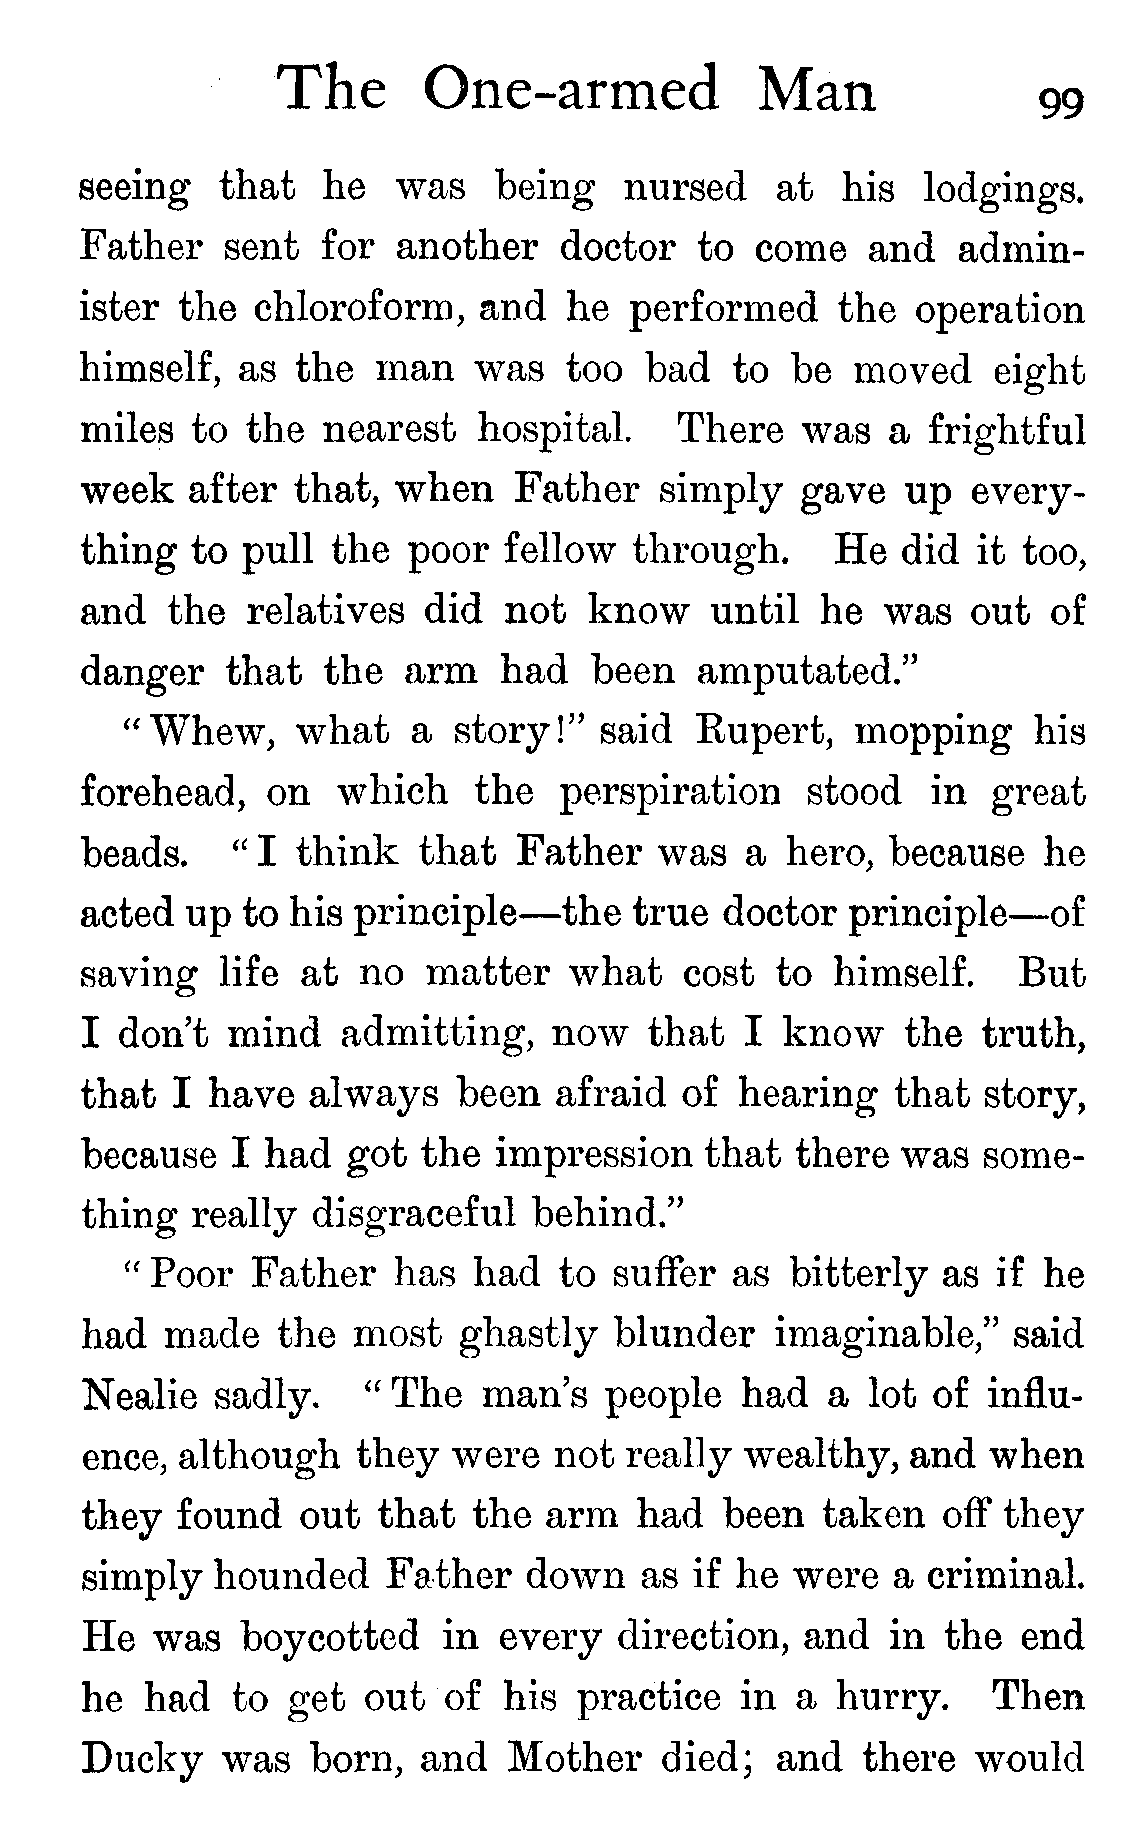 The One-armed Man 99
seeing that he was being nursed at his lodgings.
Father sent for another doctor to come and admin-
ister the chloroform, and he performed the operation
himself, as the man was too bad to be moved eight
miles to the nearest hospital. There was a frightful
week after that, when Father simply gave up every-
thing to pull the poor fellow through. He did it too,
and the relatives did not know until he was out of
danger that the arm had been amputated.”
“Whew, what a story!” said Rupert, mopping his
forehead, on which the perspiration stood in great
beads. “I think that Father was a hero, because he
acted up to his principle—the true doctor principle—of
saving life at no matter what cost to himself. But
I don’t mind admitting, now that I know the truth,
that I have always been afraid of hearing that story,
because I had got the impression that there was some-
thing really disgraceful behind.”
“Poor Father has had to suffer as bitterly as if he
had made the most ghastly blunder imaginable,” said
Nealie sadly. “The man’s people had a lot of influ-
ence, although they were not really wealthy, and when
they found out that the arm had been taken off they
simply hounded Father down as if he were a criminal.
He was boycotted in every direction, and in the end
he had to get out of his practice in a hurry. Then
Ducky was born, and Mother died; and there would